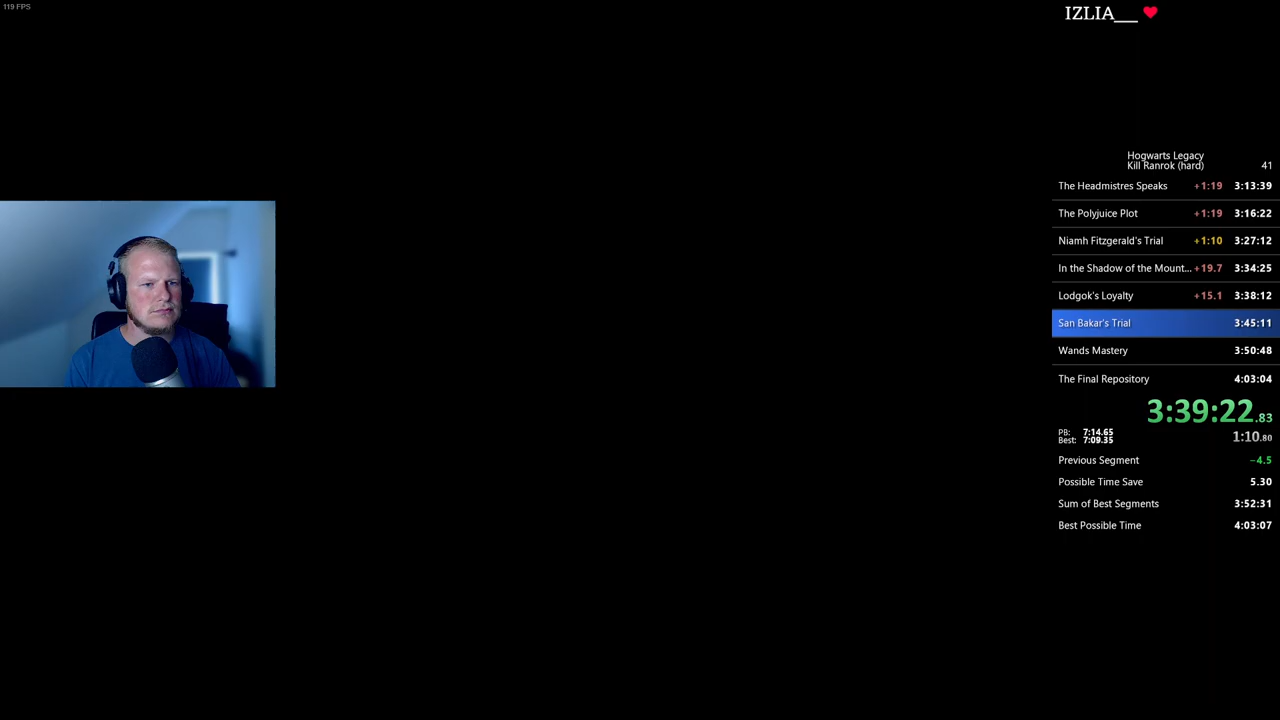 119 FPS
IZLIA__ ❤
Hogwarts Legacy
Kill Ranrok (hard) 41
The Headmistres Speaks +1:19 3:13:39
The Polyjuice Plot +1:19 3:16:22
Niamh Fitzgerald's Trial +1:10 3:27:12
In the Shadow of the Mount... +19.7 3:34:25
Lodgok's Loyalty +15.1 3:38:12
San Bakar's Trial 3:45:11
Wands Mastery 3:50:48
The Final Repository 4:03:04
3:39:22.83
PB: 7:14.65
Best: 7:09.35 1:10.80
Previous Segment −4.5
Possible Time Save 5.30
Sum of Best Segments 3:52:31
Best Possible Time 4:03:07